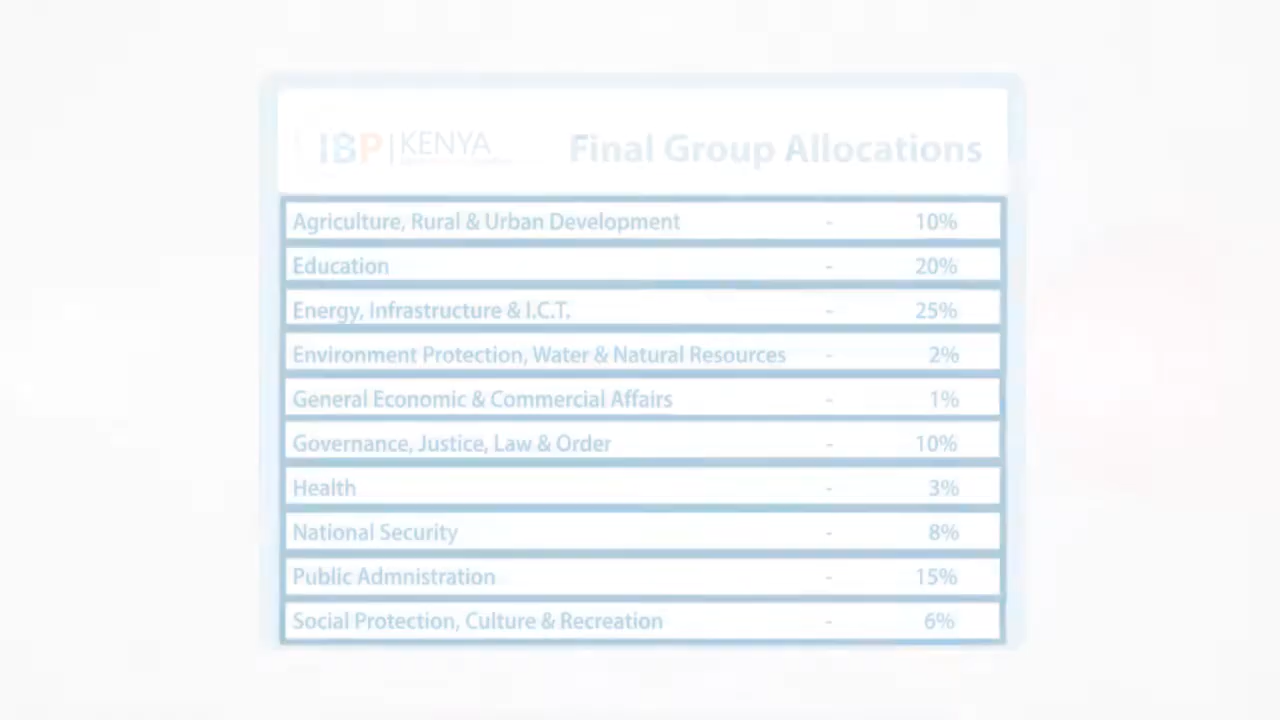 IBP | KENYA
Final Group Allocations
Agriculture, Rural & Urban Development - 10%
Education - 20%
Energy, Infrastructure & I.C.T. - 25%
Environment Protection, Water & Natural Resources - 2%
General Economic & Commercial Affairs - 1%
Governance, Justice, Law & Order - 10%
Health - 3%
National Security - 8%
Public Admnistration - 15%
Social Protection, Culture & Recreation - 6%